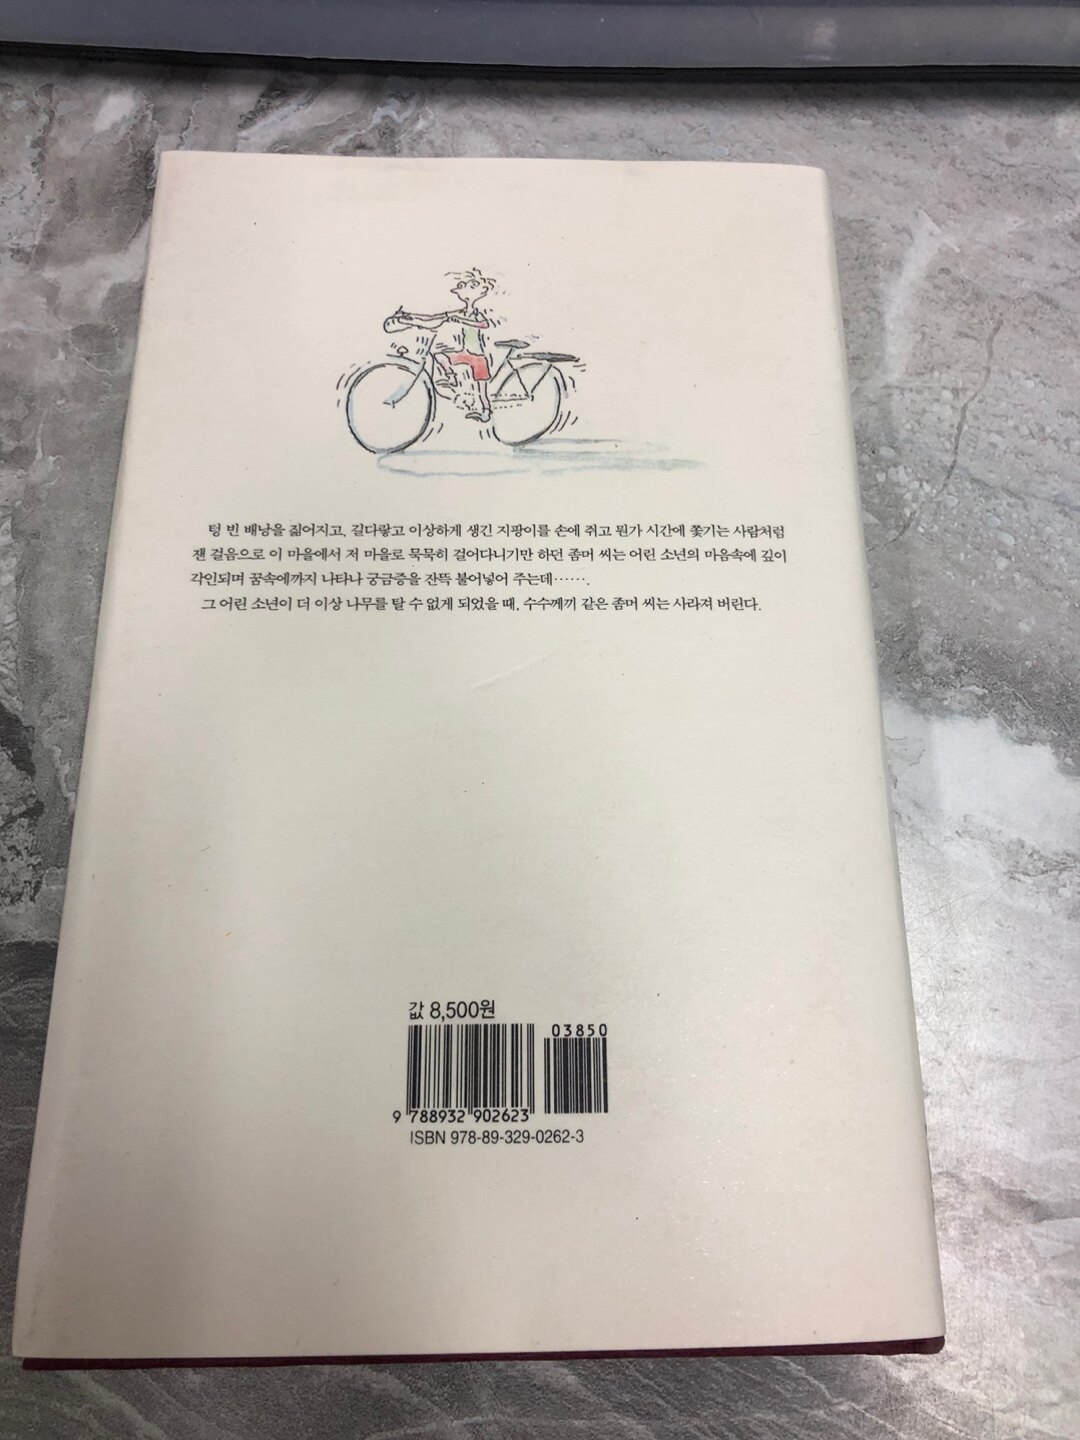 텅 빈 배낭을 짊어지고, 길다랗고 이상하게 생긴 지팡이를 손에 쥐고 뭔가 시간에 쫓기는 사람처럼
잰 걸음으로 이 마을에서 저 마을로 묵묵히 걸어다니기만 하던 좀머 씨는 어린 소년의 마음속에 깊이
각인되며 꿈속에까지 나타나 궁금증을 잔뜩 불어넣어 주는데…….
그 어린 소년이 더 이상 나무를 탈 수 없게 되었을 때, 수수께끼 같은 좀머 씨는 사라져 버린다.
값 8,500원
03850
9 788932 902623
ISBN 978-89-329-0262-3